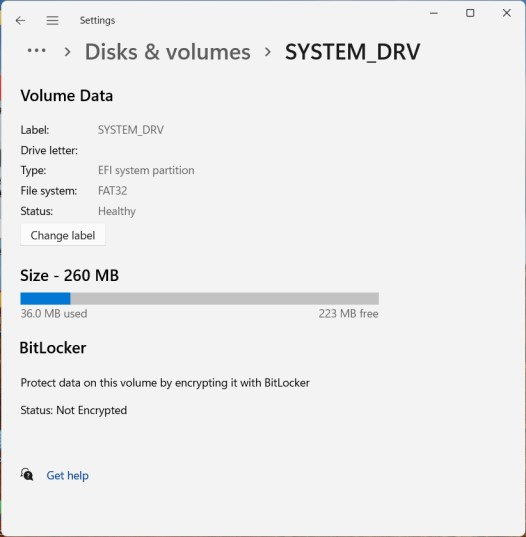 Settings
··· > Disks & volumes > SYSTEM_DRV
Volume Data
Label: SYSTEM_DRV
Drive letter:
Type: EFI system partition
File system: FAT32
Status: Healthy
Change label
Size - 260 MB
36.0 MB used 223 MB free
BitLocker
Protect data on this volume by encrypting it with BitLocker
Status: Not Encrypted
Get help